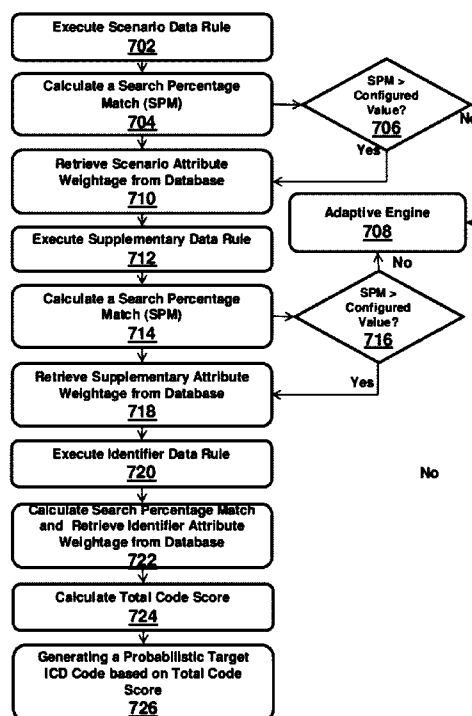 Execute Scenario Data Rule
702
Calculate a Search Percentage
Match (SPM)
704
SPM >
Configured
Value?
706
No
Yes
Retrieve Scenario Attribute
Weightage from Database
710
Adaptive Engine
708
Execute Supplementary Data Rule
712
No
Calculate a Search Percentage
Match (SPM)
714
SPM >
Configured
Value?
716
Yes
Retrieve Supplementary Attribute
Weightage from Database
718
Execute Identifier Data Rule
720
No
Calculate Search Percentage Match
and Retrieve Identifier Attribute
Weightage from Database
722
Calculate Total Code Score
724
Generating a Probabilistic Target
ICD Code based on Total Code
Score
726